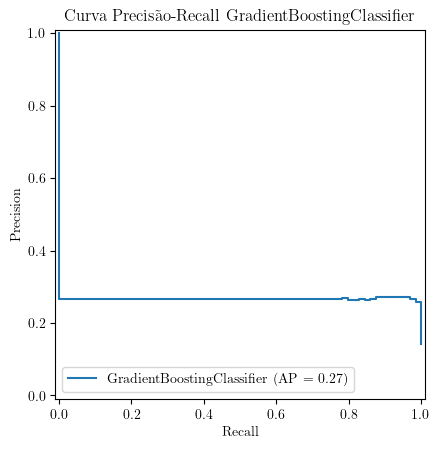 Curva Precisão-Recall GradientBoostingClassifier
1.0
0.8
0.6
0.4
0.2
0.0
Precision
GradientBoostingClassifier (AP = 0.27)
0.0 0.2 0.4 0.6 0.8 1.0
Recall